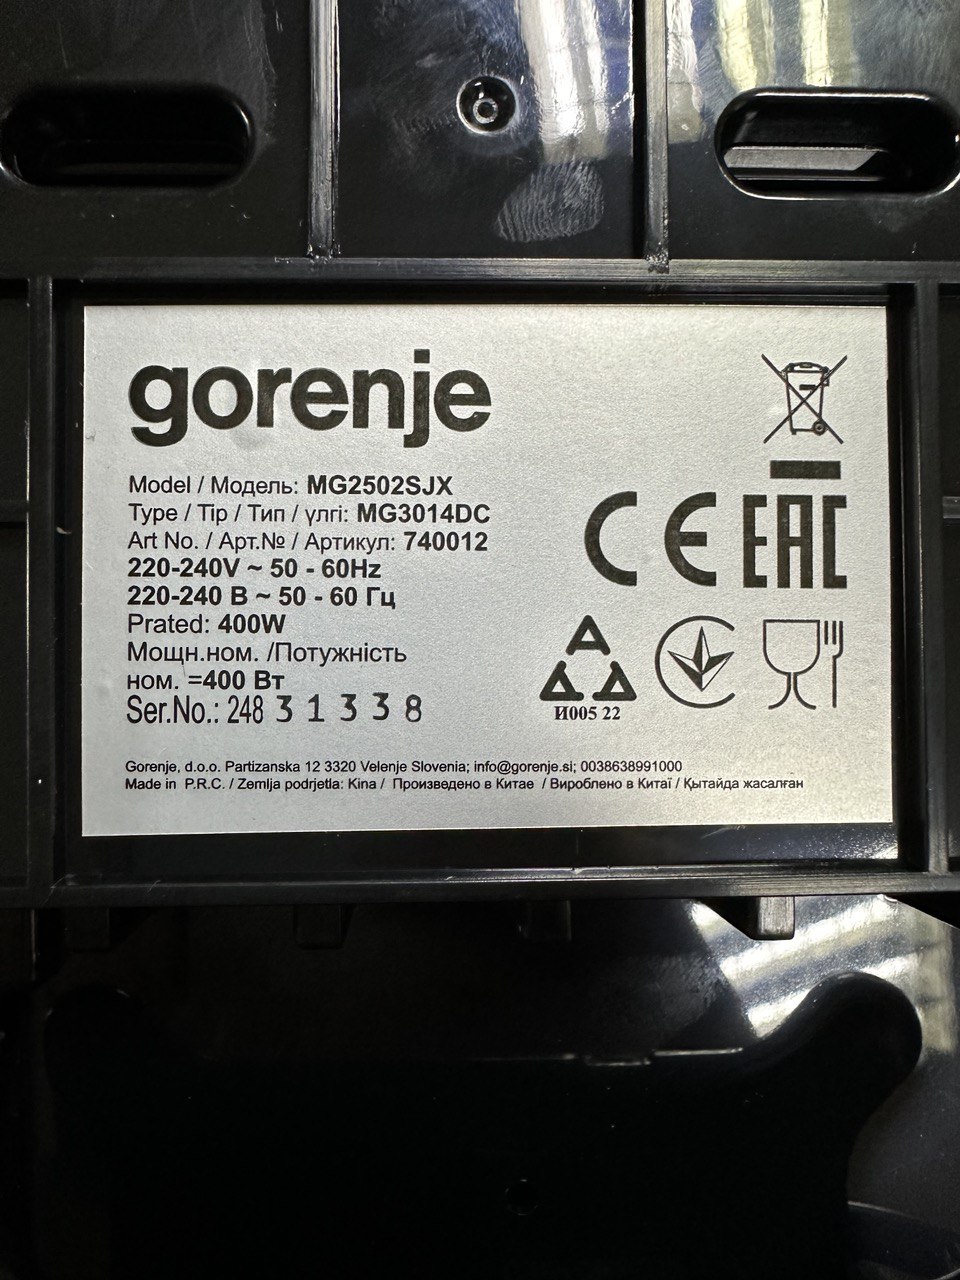 gorenje
Model / Модель: MG2502SJX
Type / Tip / Тип / үлгі: MG3014DC
Art No. / Арт.№ / Артикул: 740012
220-240V ~ 50 - 60Hz
220-240 В ~ 50 - 60 Гц
Prated: 400W
Мощн.ном. /Потужність
ном. =400 Вт
Ser.No.: 248 31338
CE EAC
И005 22
Gorenje, d.o.o. Partizanska 12 3320 Velenje Slovenia; info@gorenje.si; 0038638991000
Made in P.R.C. / Zemlja podrjetla: Kina / Произведено в Китае / Вироблено в Китаї / Қытайда жасалған